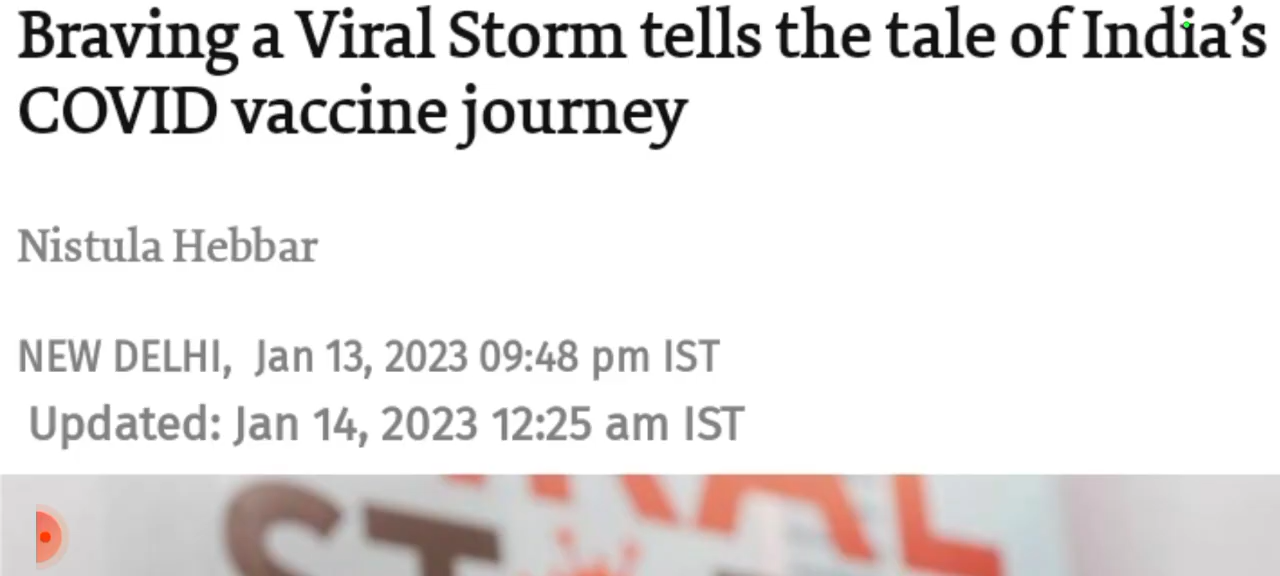 Braving a Viral Storm tells the tale of India’s
COVID vaccine journey
Nistula Hebbar
NEW DELHI, Jan 13, 2023 09:48 pm IST
Updated: Jan 14, 2023 12:25 am IST